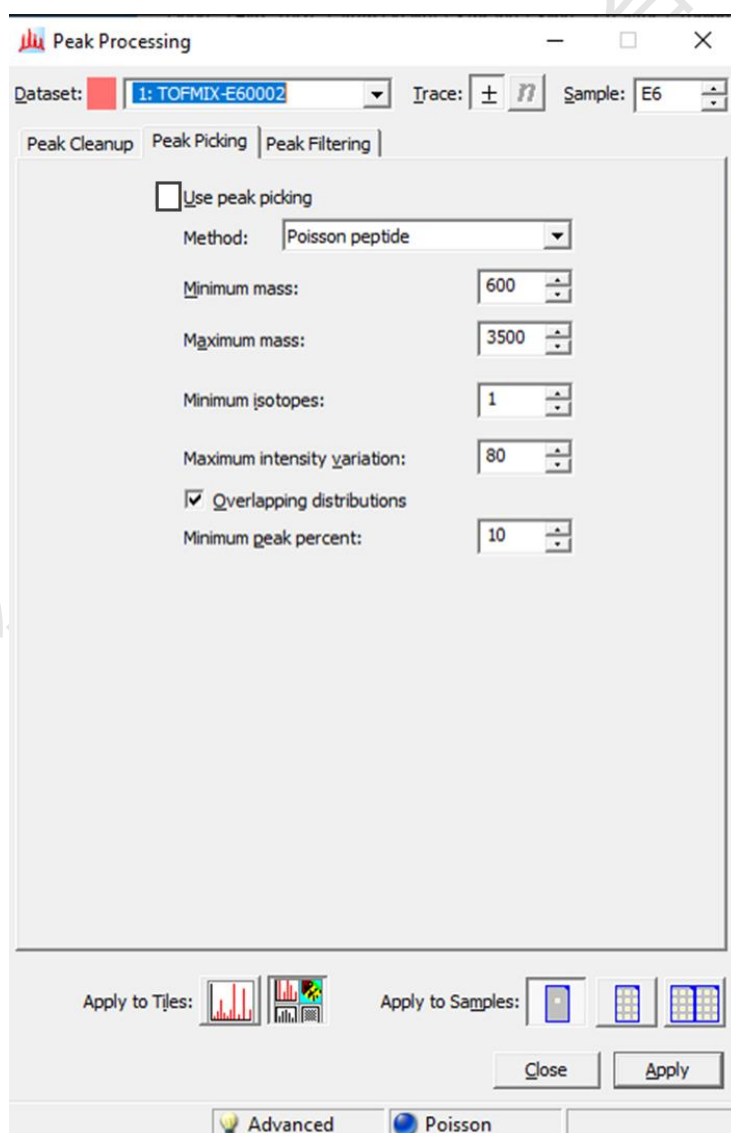 Peak Processing
Dataset: 1: TOFMIX-E60002 Trace: ± n Sample: E6
Peak Cleanup Peak Picking Peak Filtering
Use peak picking
Method: Poisson peptide
Minimum mass: 600
Maximum mass: 3500
Minimum isotopes: 1
Maximum intensity variation: 80
Overlapping distributions
Minimum peak percent: 10
Apply to Tiles: Apply to Samples:
Close Apply
Advanced Poisson